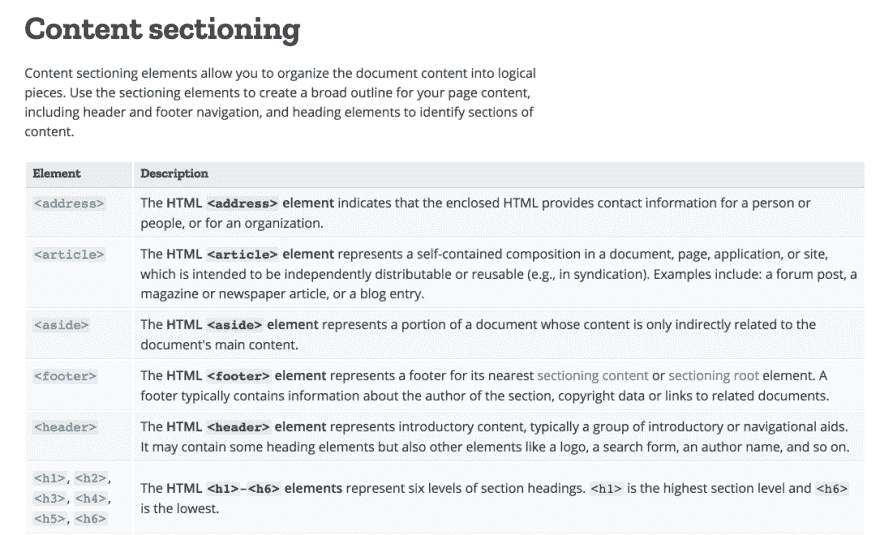 Content sectioning
Content sectioning elements allow you to organize the document content into logical
pieces. Use the sectioning elements to create a broad outline for your page content,
including header and footer navigation, and heading elements to identify sections of
content.
Element Description
<address> The HTML <address> element indicates that the enclosed HTML provides contact information for a person or
people, or for an organization.
<article> The HTML <article> element represents a self-contained composition in a document, page, application, or site,
which is intended to be independently distributable or reusable (e.g., in syndication). Examples include: a forum post, a
magazine or newspaper article, or a blog entry.
<aside> The HTML <aside> element represents a portion of a document whose content is only indirectly related to the
document's main content.
<footer> The HTML <footer> element represents a footer for its nearest sectioning content or sectioning root element. A
footer typically contains information about the author of the section, copyright data or links to related documents.
<header> The HTML <header> element represents introductory content, typically a group of introductory or navigational aids.
It may contain some heading elements but also other elements like a logo, a search form, an author name, and so on.
<h1>, <h2>,
<h3>, <h4>,
<h5>, <h6>
The HTML <h1>–<h6> elements represent six levels of section headings. <h1> is the highest section level and <h6>
is the lowest.